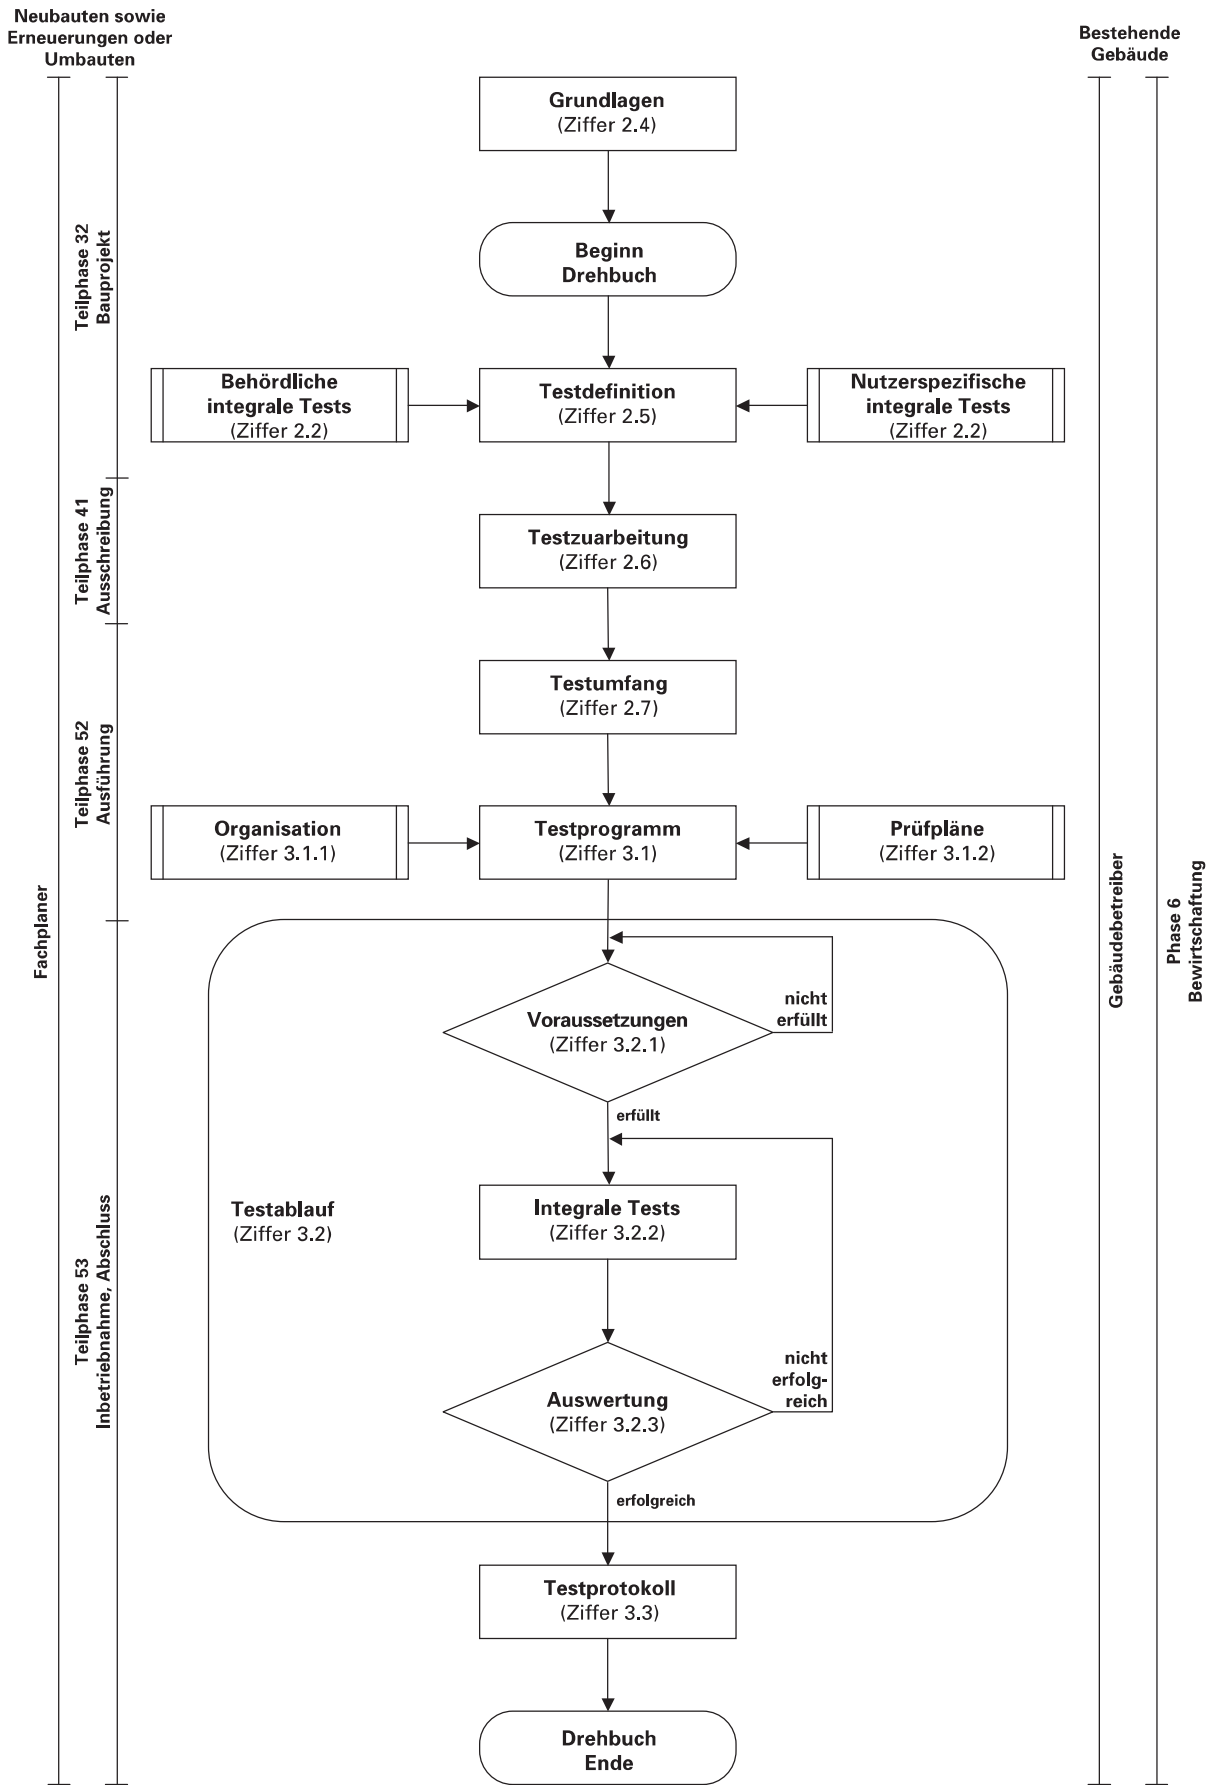 Neubauten sowie
Erneuerungen oder
Umbauten
Bestehende
Gebäude
Grundlagen
(Ziffer 2.4)
Beginn
Drehbuch
Teilphase 32
Bauprojekt
Behördliche
integrale Tests
(Ziffer 2.2)
Testdefinition
(Ziffer 2.5)
Nutzerspezifische
integrale Tests
(Ziffer 2.2)
Teilphase 41
Ausschreibung
Testzuarbeitung
(Ziffer 2.6)
Testumfang
(Ziffer 2.7)
Teilphase 52
Ausführung
Organisation
(Ziffer 3.1.1)
Testprogramm
(Ziffer 3.1)
Prüfpläne
(Ziffer 3.1.2)
Fachplaner
Gebäudebetreiber
Phase 6
Bewirtschaftung
Voraussetzungen
(Ziffer 3.2.1)
nicht
erfüllt
erfüllt
Testablauf
(Ziffer 3.2)
Integrale Tests
(Ziffer 3.2.2)
Teilphase 53
Inbetriebnahme, Abschluss
Auswertung
(Ziffer 3.2.3)
nicht
erfolg-
reich
erfolgreich
Testprotokoll
(Ziffer 3.3)
Drehbuch
Ende